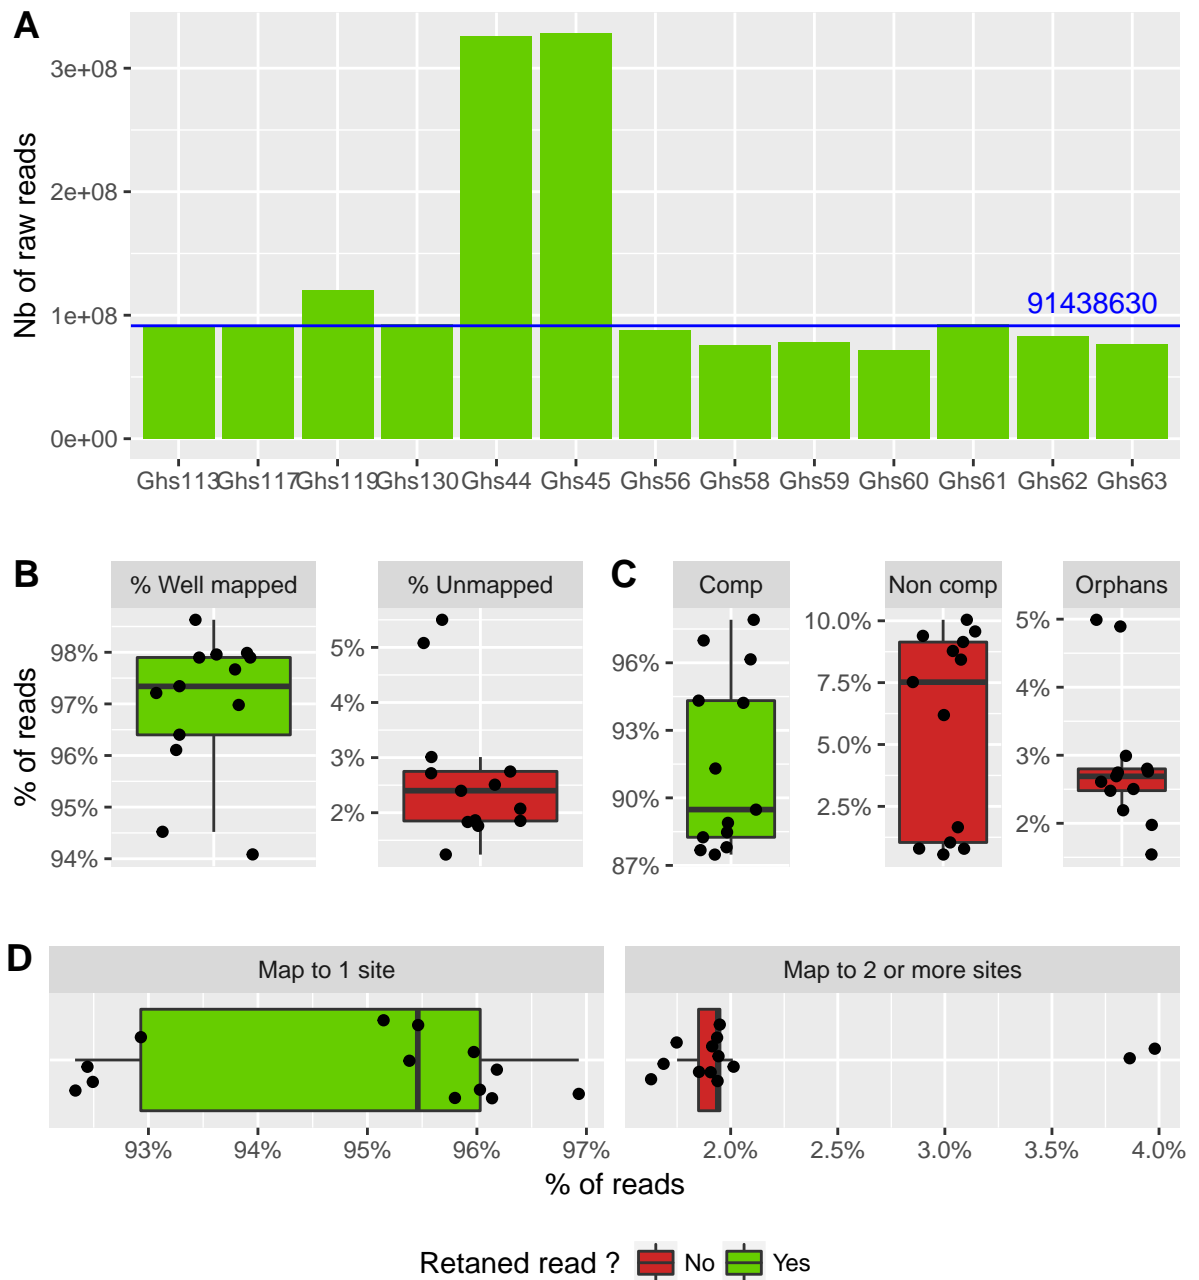 A
Nb of raw reads
3e+08
2e+08
1e+08
0e+00
91438630
Ghs113 Ghs117 Ghs119 Ghs130 Ghs44 Ghs45 Ghs56 Ghs58 Ghs59 Ghs60 Ghs61 Ghs62 Ghs63
B
% of reads
% Well mapped
98%
97%
96%
95%
94%
% Unmapped
5%
4%
3%
2%
C
Comp
96%
93%
90%
87%
Non comp
10.0%
7.5%
5.0%
2.5%
Orphans
5%
4%
3%
2%
D
Map to 1 site
93% 94% 95% 96% 97%
Map to 2 or more sites
2.0% 2.5% 3.0% 3.5% 4.0%
% of reads
Retaned read ? No Yes